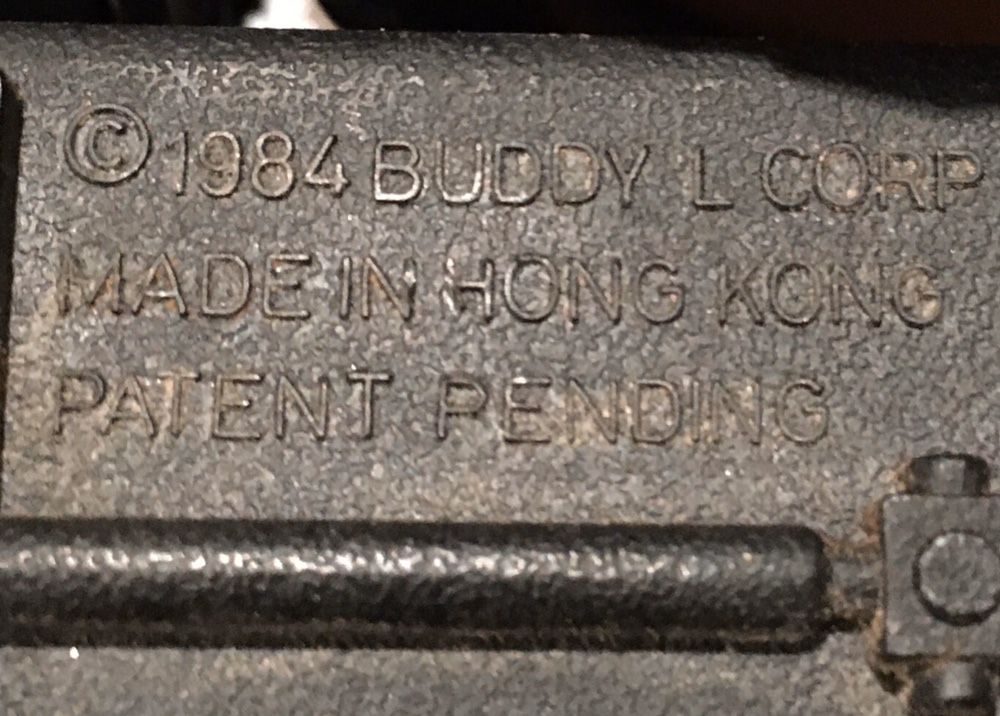 © 1984 BUDDY L CORP
MADE IN HONG KONG
PATENT PENDING